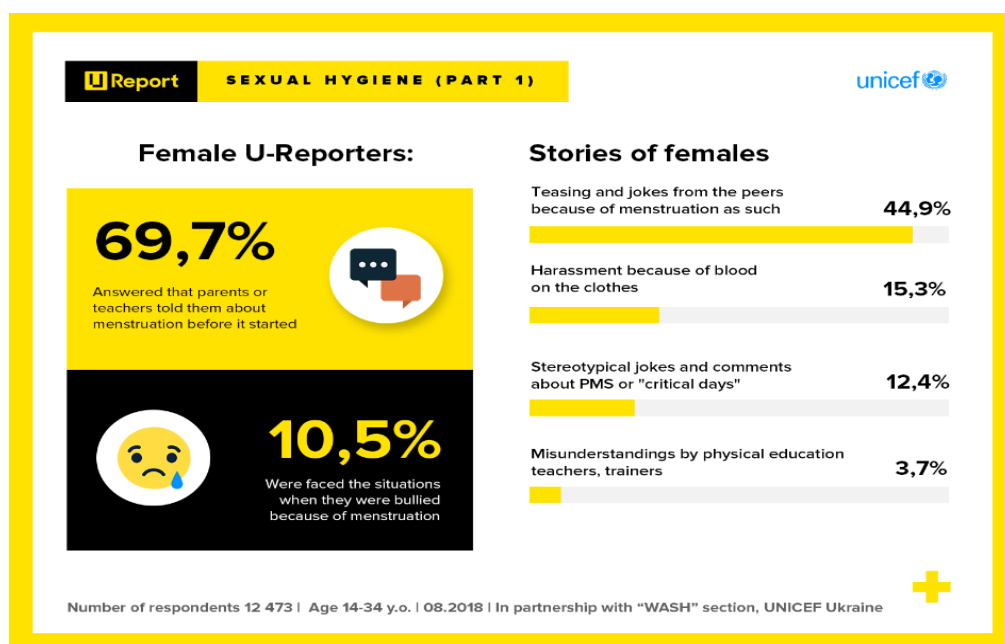 U Report
SEXUAL HYGIENE (PART 1)
unicef
Female U-Reporters:
69,7%
Answered that parents or
teachers told them about
menstruation before it started
10,5%
Were faced the situations
when they were bullied
because of menstruation
Stories of females
Teasing and jokes from the peers
because of menstruation as such
44,9%
Harassment because of blood
on the clothes
15,3%
Stereotypical jokes and comments
about PMS or "critical days"
12,4%
Misunderstandings by physical education
teachers, trainers
3,7%
Number of respondents 12 473 | Age 14-34 y.o. | 08.2018 | In partnership with “WASH” section, UNICEF Ukraine